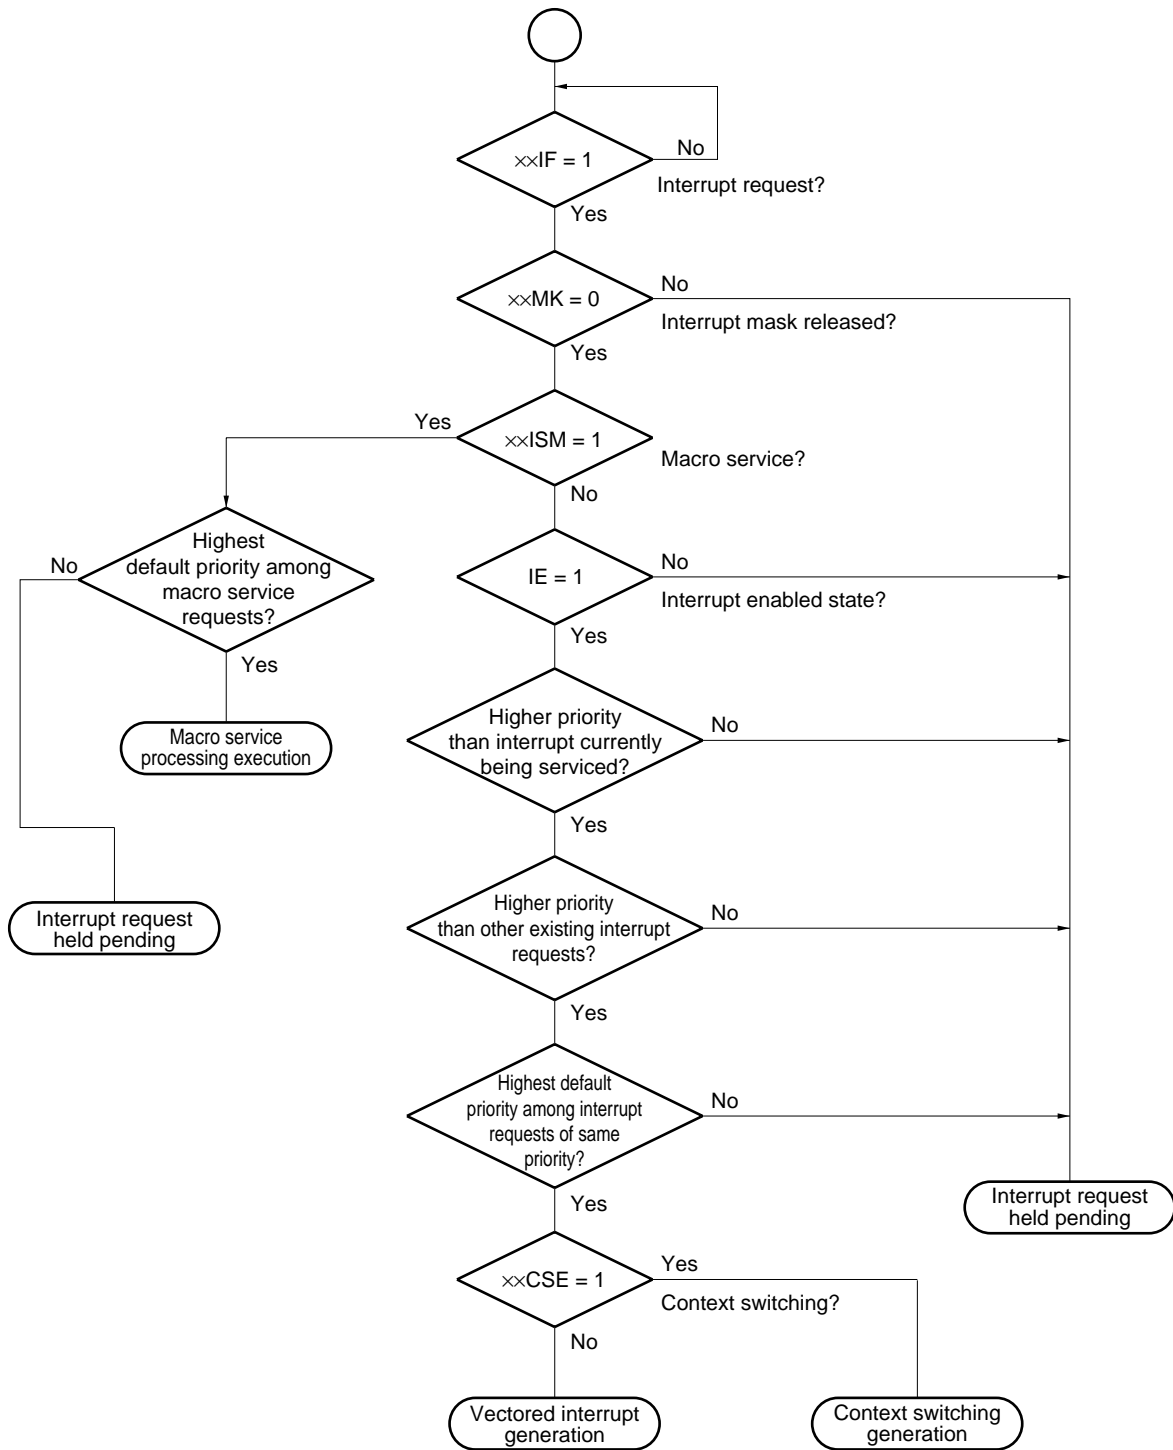 ××IF = 1
No
Interrupt request?
Yes
××MK = 0
No
Interrupt mask released?
Yes
Yes
××ISM = 1
Macro service?
No
Highest
default priority among
macro service
requests?
No
Yes
IE = 1
No
Interrupt enabled state?
Yes
Macro service
processing execution
Higher priority
than interrupt currently
being serviced?
No
Yes
Interrupt request
held pending
Higher priority
than other existing interrupt
requests?
No
Yes
Highest default
priority among interrupt
requests of same
priority?
No
Yes
Interrupt request
held pending
××CSE = 1
Yes
Context switching?
No
Vectored interrupt
generation
Context switching
generation